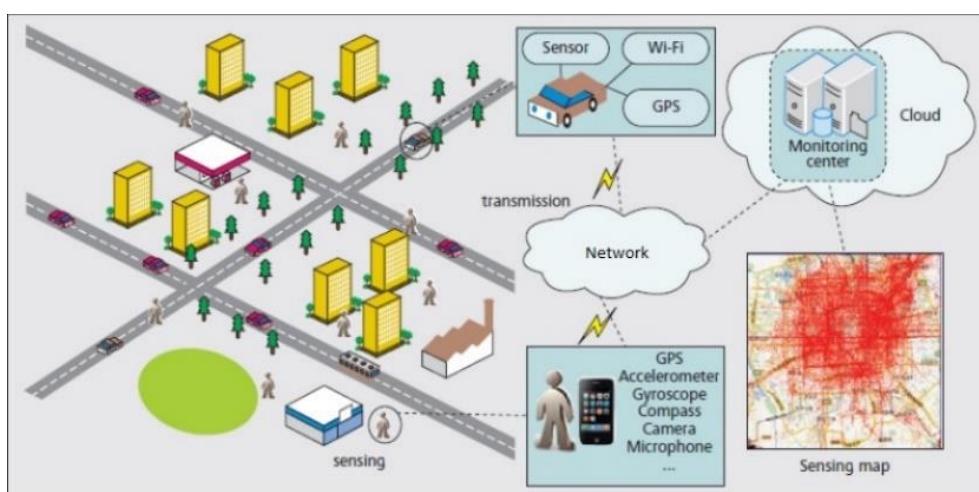 Sensor
Wi-Fi
GPS
Cloud
Monitoring
center
transmission
Network
GPS
Accelerometer
Gyroscope
Compass
Camera
Microphone
...
sensing
Sensing map